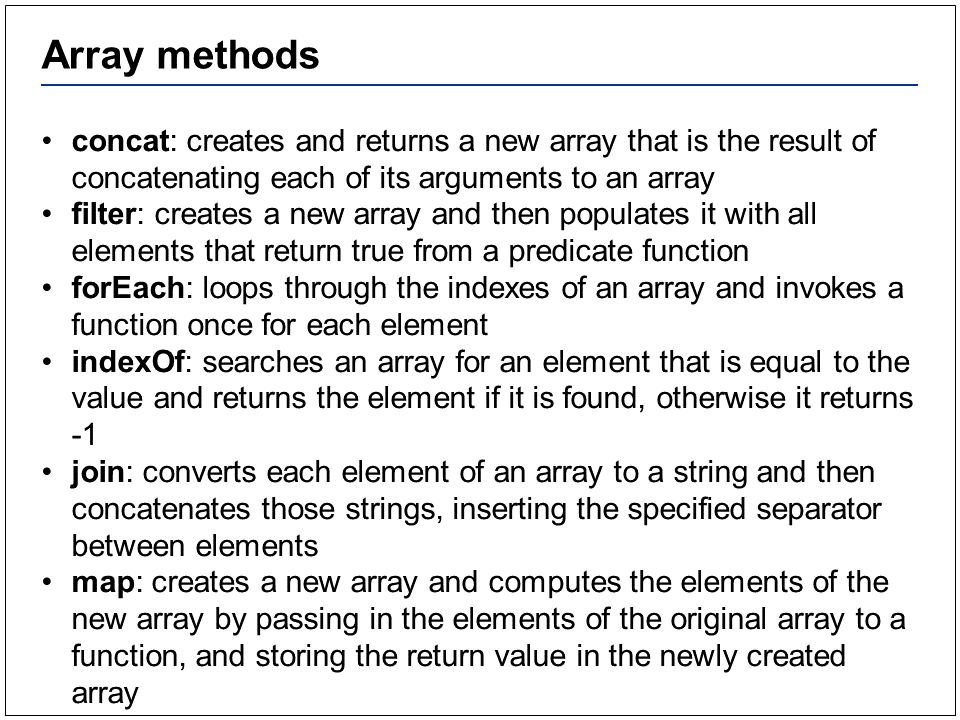 Array methods
• concat: creates and returns a new array that is the result of
concatenating each of its arguments to an array
• filter: creates a new array and then populates it with all
elements that return true from a predicate function
• forEach: loops through the indexes of an array and invokes a
function once for each element
• indexOf: searches an array for an element that is equal to the
value and returns the element if it is found, otherwise it returns
-1
• join: converts each element of an array to a string and then
concatenates those strings, inserting the specified separator
between elements
• map: creates a new array and computes the elements of the
new array by passing in the elements of the original array to a
function, and storing the return value in the newly created
array